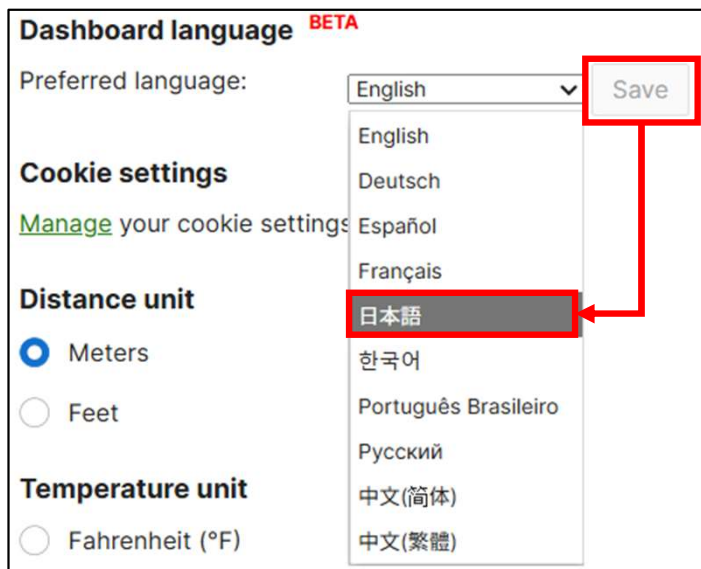 Dashboard language BETA
Preferred language:
English
Save
English
Deutsch
Español
Français
日本語
한국어
Português Brasileiro
Русский
中文(简体)
中文(繁體)
Cookie settings
Manage your cookie settings
Distance unit
Meters
Feet
Temperature unit
Fahrenheit (°F)